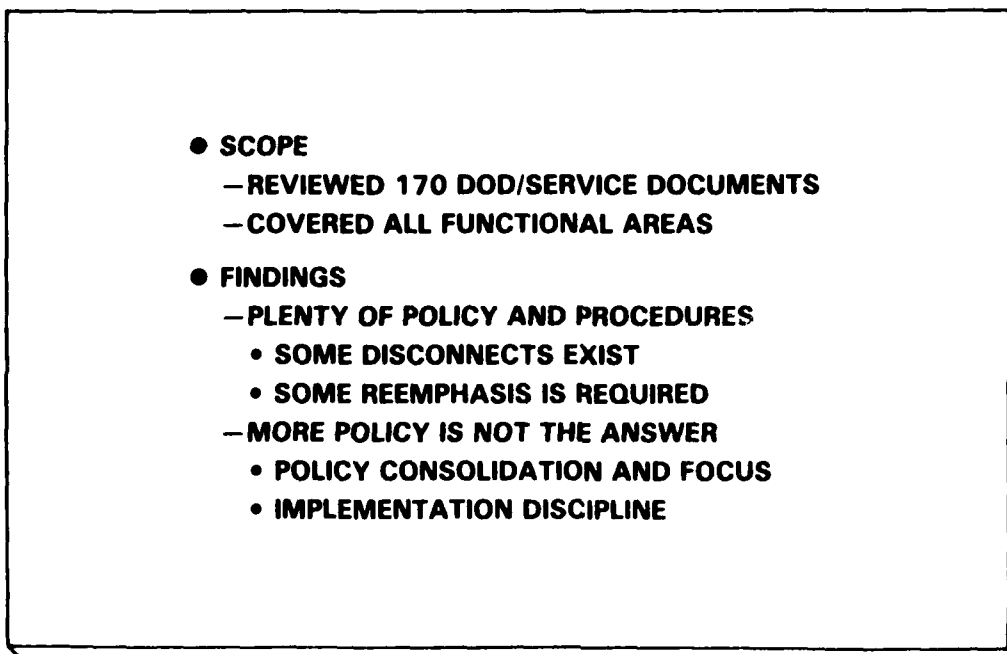 ● SCOPE
–REVIEWED 170 DOD/SERVICE DOCUMENTS
–COVERED ALL FUNCTIONAL AREAS
● FINDINGS
–PLENTY OF POLICY AND PROCEDURES
• SOME DISCONNECTS EXIST
• SOME REEMPHASIS IS REQUIRED
–MORE POLICY IS NOT THE ANSWER
• POLICY CONSOLIDATION AND FOCUS
• IMPLEMENTATION DISCIPLINE